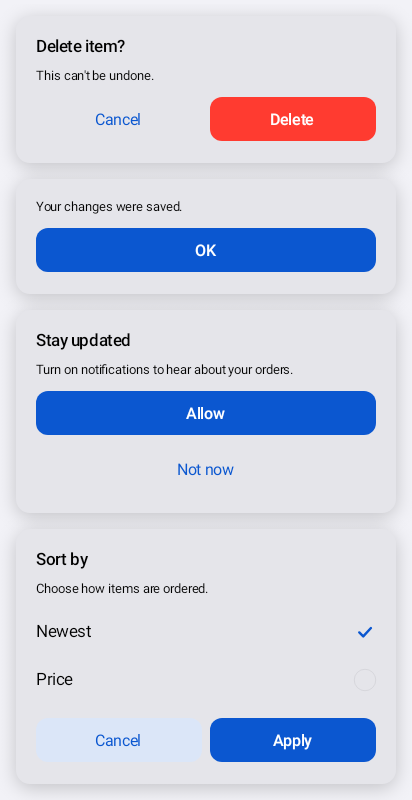 Delete item?
This can't be undone.
Cancel Delete
Your changes were saved.
OK
Stay updated
Turn on notifications to hear about your orders.
Allow
Not now
Sort by
Choose how items are ordered.
Newest
Price
Cancel Apply